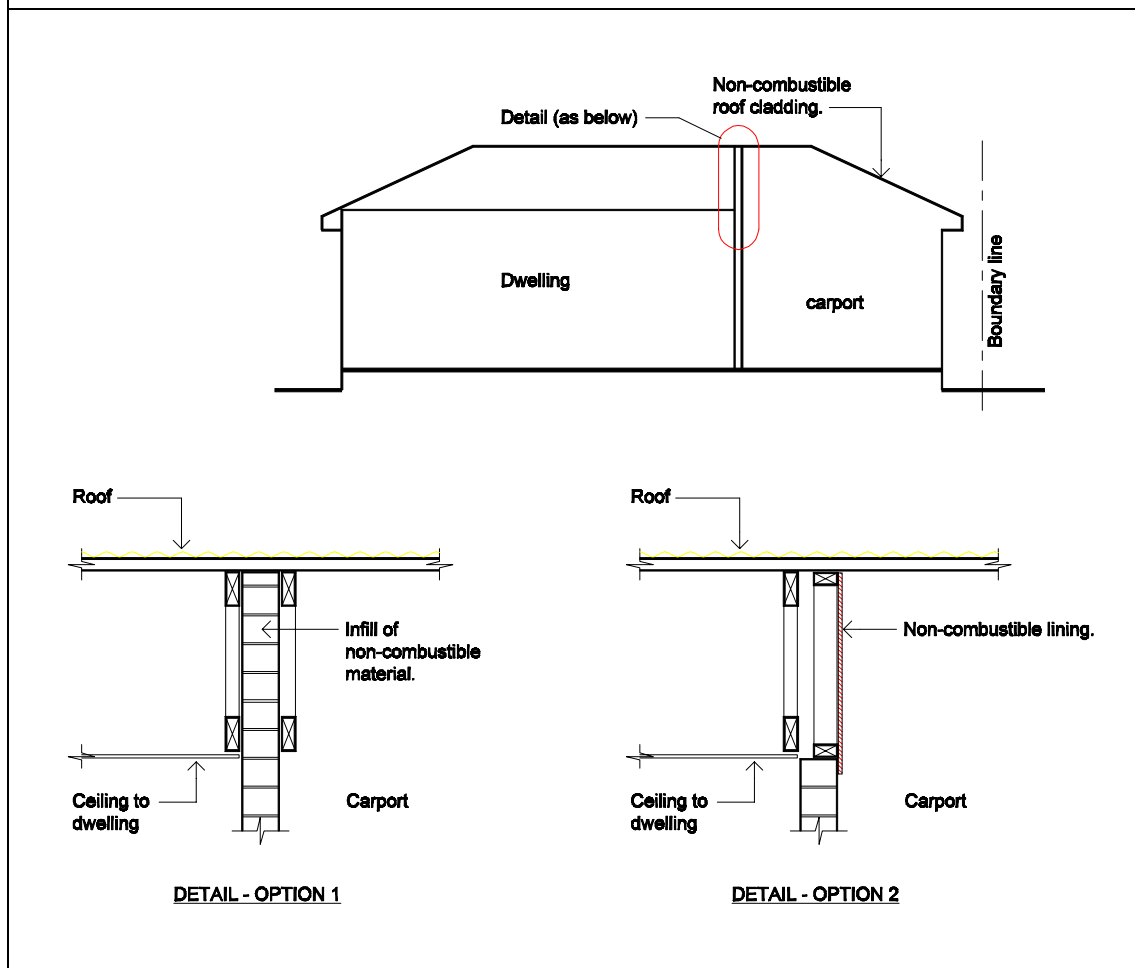 Non-combustible
roof cladding.
Detail (as below)
Dwelling
carport
Boundary line
Roof
Infill of
non-combustible
material.
Ceiling to
dwelling
Carport
DETAIL - OPTION 1
Roof
Non-combustible lining.
Ceiling to
dwelling
Carport
DETAIL - OPTION 2